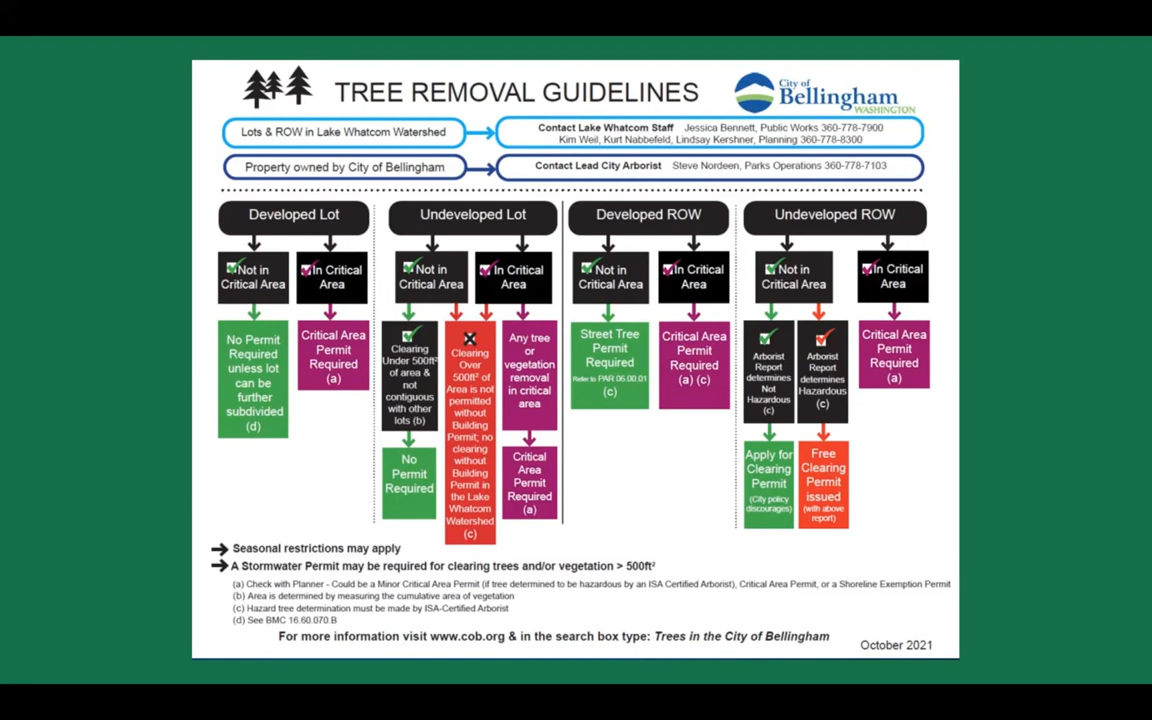 TREE REMOVAL GUIDELINES
City of
Bellingham
WASHINGTON
Lots & ROW in Lake Whatcom Watershed
Contact Lake Whatcom Staff Jessica Bennett, Public Works 360-778-7900
Kim Weil, Kurt Nabbefeld, Lindsay Kershner, Planning 360-778-8300
Property owned by City of Bellingham
Contact Lead City Arborist Steve Nordeen, Parks Operations 360-778-7103
Developed Lot
Not in
Critical Area
No Permit
Required
unless lot
can be
further
subdivided
(d)
In Critical
Area
Critical Area
Permit
Required
(a)
Undeveloped Lot
Not in
Critical Area
Clearing
Under 500ft²
of area &
not
contiguous
with other
lots (b)
No
Permit
Required
Clearing
Over
500ft² of
Area is not
permitted
without
Building
Permit; no
clearing
without
Building
Permit in
the Lake
Whatcom
Watershed
(c)
In Critical
Area
Any tree
or
vegetation
removal
in critical
area
Critical
Area
Permit
Required
(a)
Developed ROW
Not in
Critical Area
Street Tree
Permit
Required
Refer to PAR 06.00.01
(c)
In Critical
Area
Critical Area
Permit
Required
(a) (c)
Undeveloped ROW
Not in
Critical Area
Arborist
Report
determines
Not
Hazardous
(c)
Apply for
Clearing
Permit
(City policy
discourages)
Arborist
Report
determines
Hazardous
(c)
Free
Clearing
Permit
issued
(with above
report)
In Critical
Area
Critical Area
Permit
Required
(a)
Seasonal restrictions may apply
A Stormwater Permit may be required for clearing trees and/or vegetation > 500ft²
(a) Check with Planner - Could be a Minor Critical Area Permit (if tree determined to be hazardous by an ISA Certified Arborist), Critical Area Permit, or a Shoreline Exemption Permit
(b) Area is determined by measuring the cumulative area of vegetation
(c) Hazard tree determination must be made by ISA-Certified Arborist
(d) See BMC 16.60.070.B
For more information visit www.cob.org & in the search box type: Trees in the City of Bellingham
October 2021